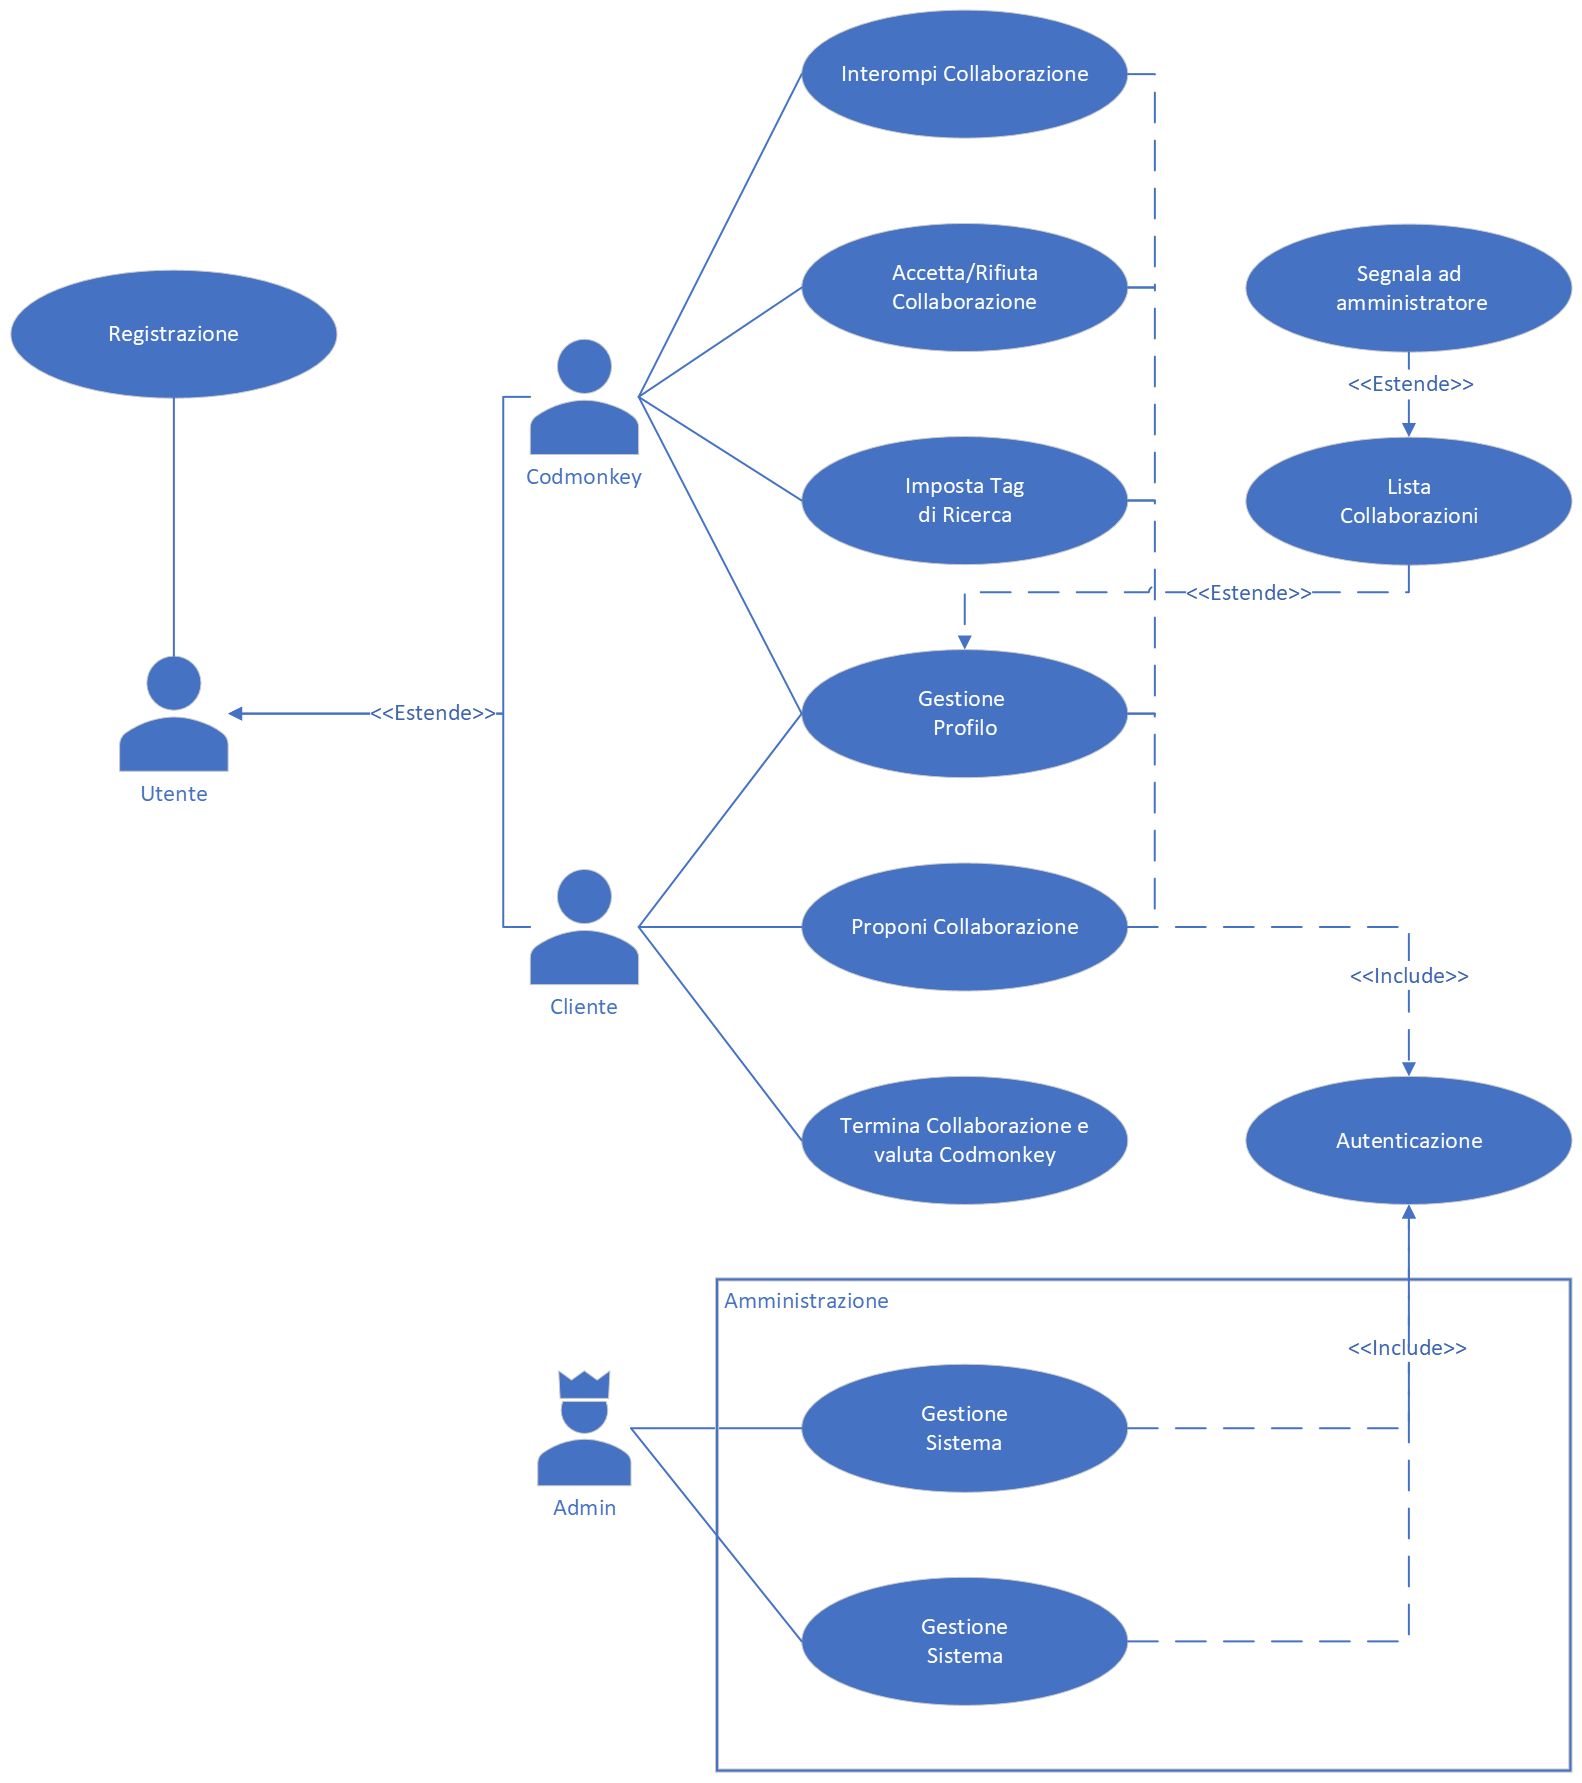 Interompi Collaborazione
Accetta/Rifiuta
Collaborazione
Segnala ad
amministratore
Registrazione
<<Estende>>
Codmonkey
Imposta Tag
di Ricerca
Lista
Collaborazioni
<<Estende>>
Gestione
Profilo
<<Estende>>
Utente
Proponi Collaborazione
<<Include>>
Cliente
Termina Collaborazione e
valuta Codmonkey
Autenticazione
Amministrazione
<<Include>>
Gestione
Sistema
Admin
Gestione
Sistema